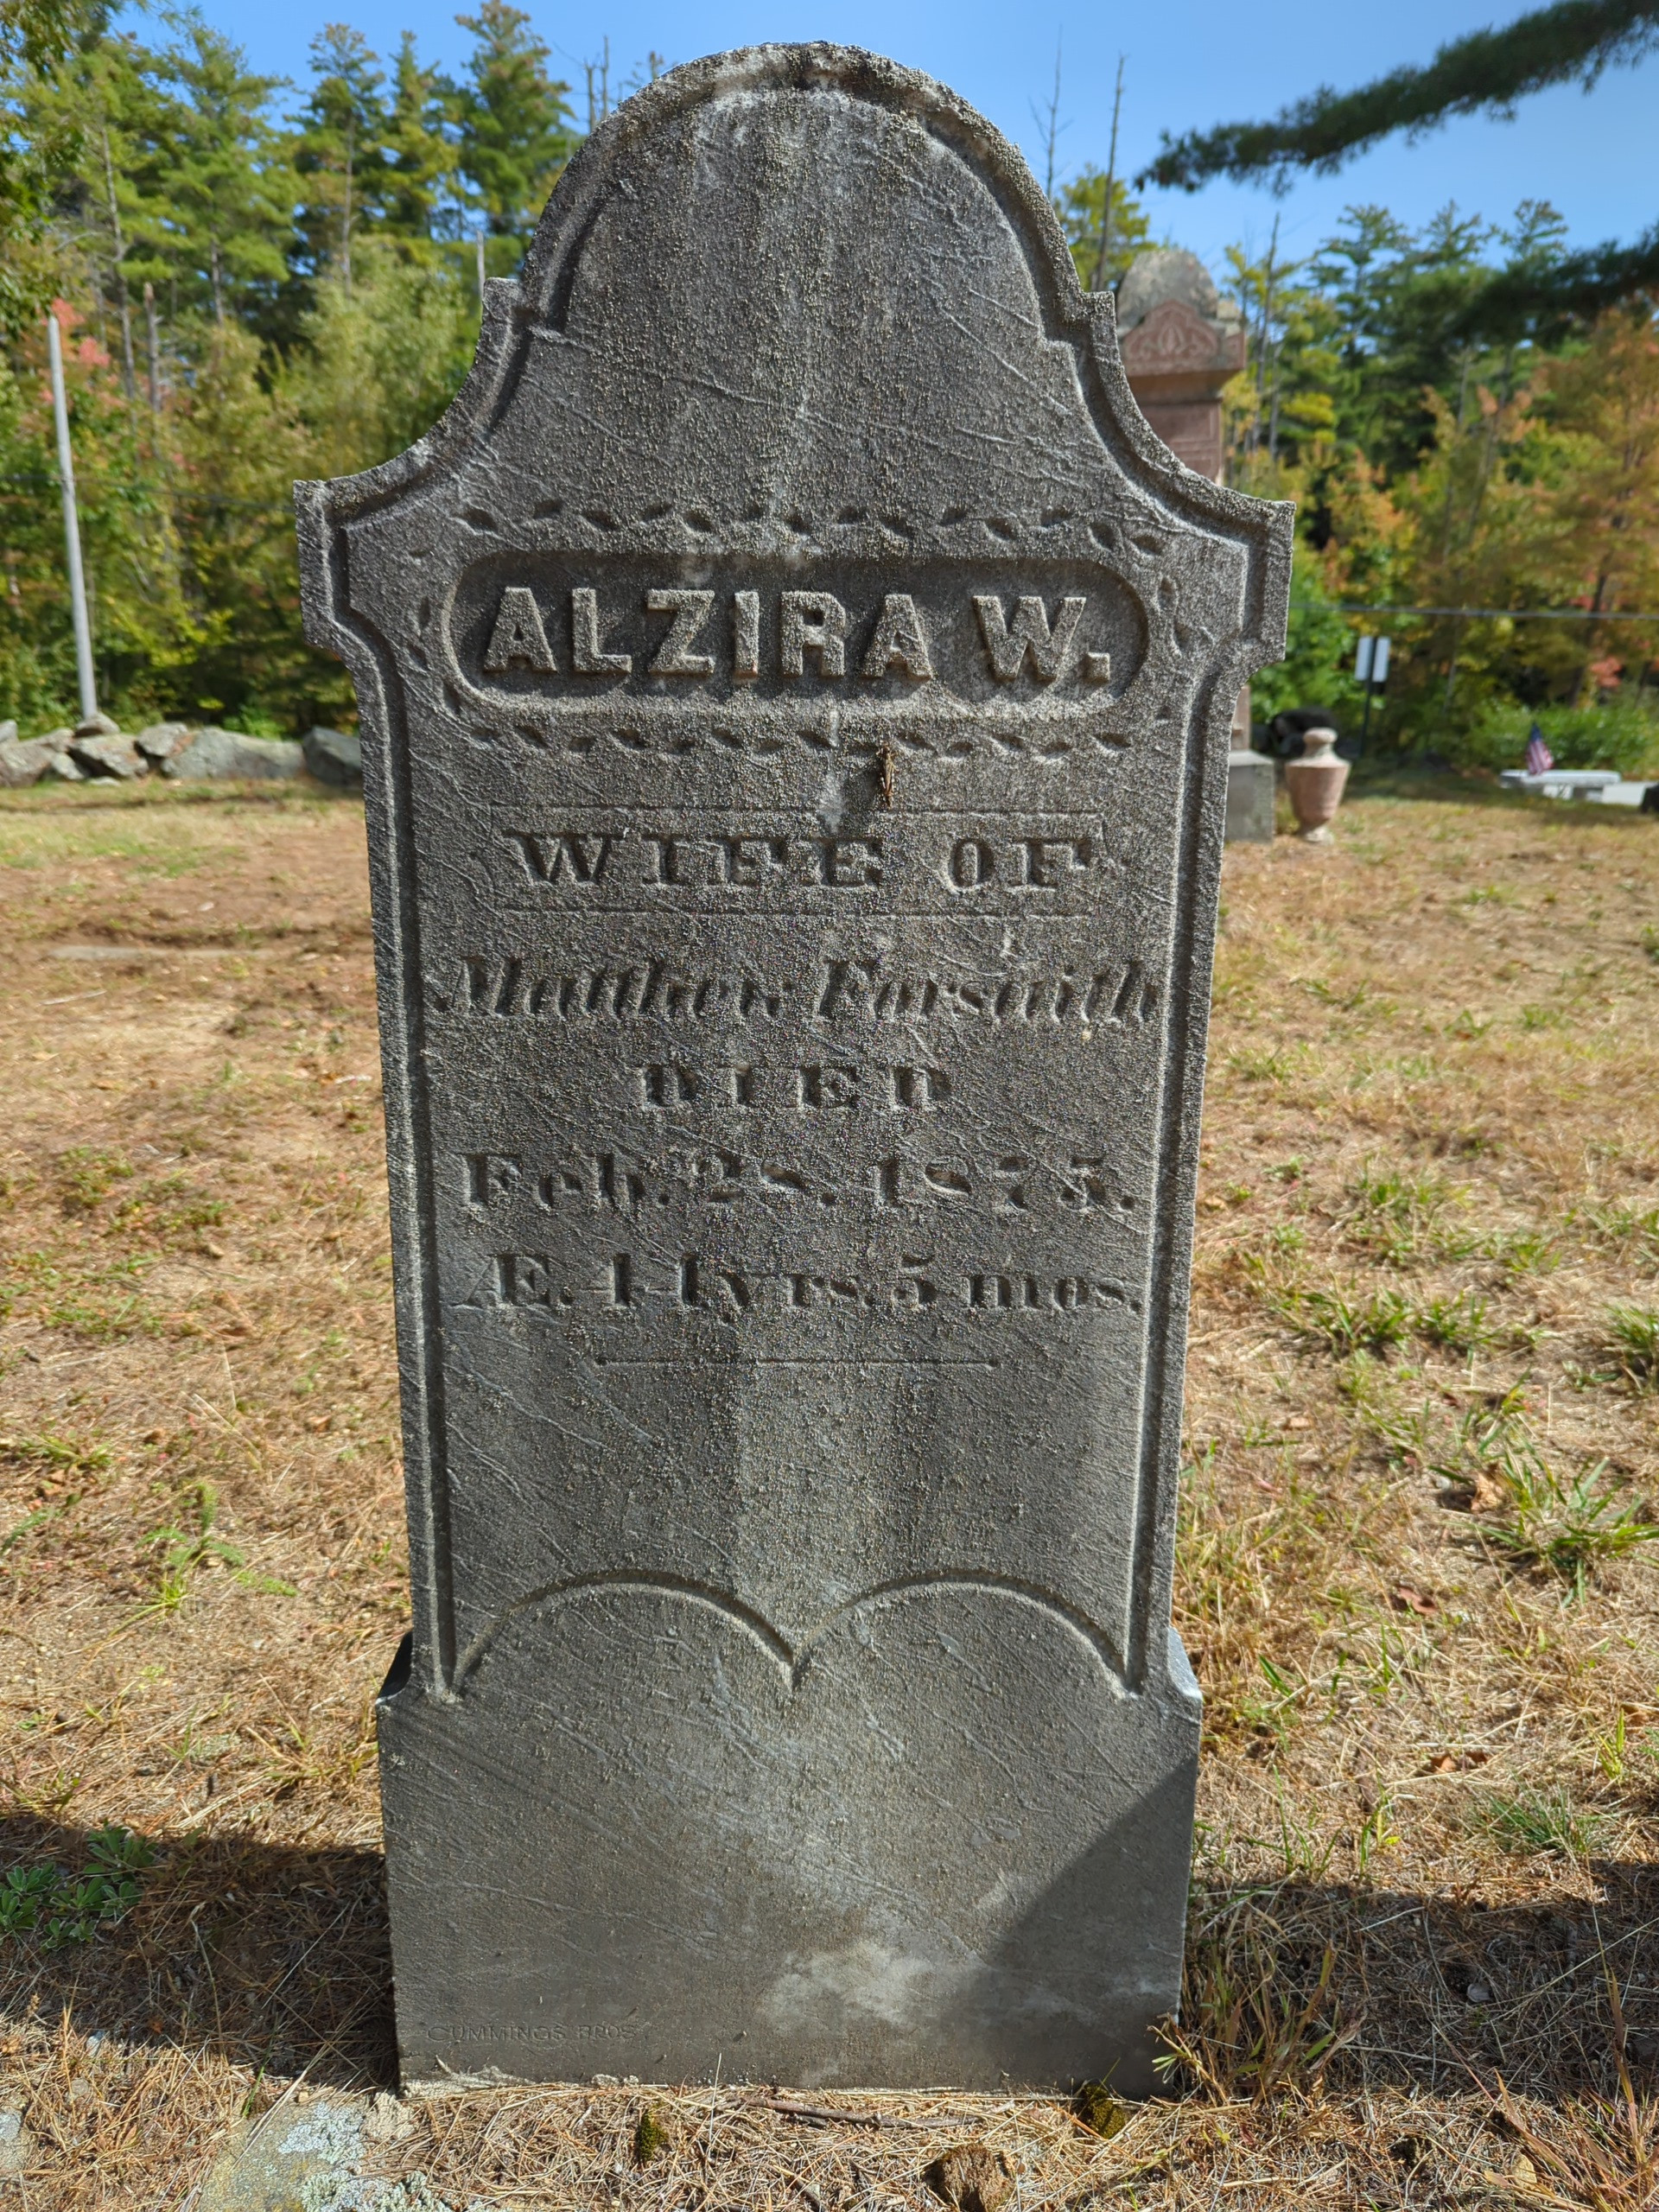 ALZIRA W.
WIFE OF
Matthew Forsaith
DIED
Feb. 28. 1875.
Æ. 44 yrs. 5 mos.
CUMMINGS BROS